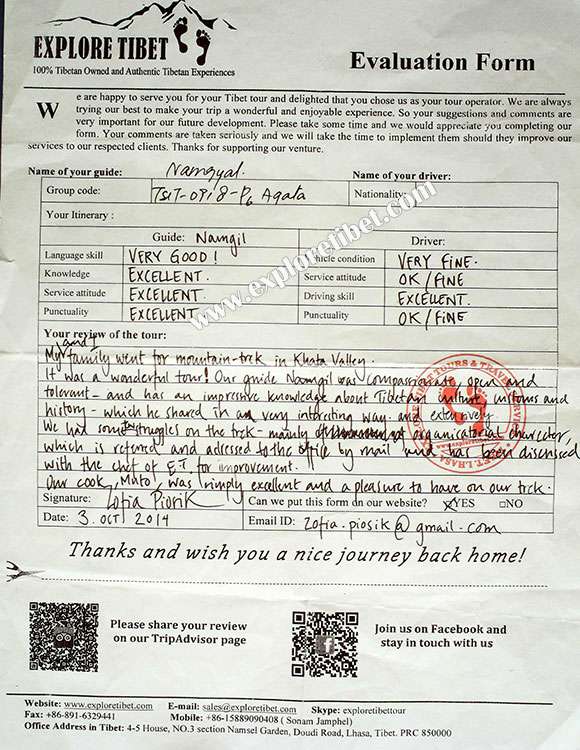 EXPLORE TIBET
100% Tibetan Owned and Authentic Tibetan Experiences
Evaluation Form
We are happy to serve you for your Tibet tour and delighted that you chose us as your tour operator. We are always
trying our best to make your trip a wonderful and enjoyable experience. So your suggestions and comments are
very important for our future development. Please take some time and we would appreciate you completing our
form. Your comments are taken seriously and we will take the time to implement them should they improve our
services to our respected clients. Thanks for supporting our venture.
Name of your guide: Namgyal. Name of your driver:
Group code: TSIT-0918-P6 Agata Nationality:
Your Itinerary :
Guide: Namgil Driver:
Language skill VERY GOOD! Vehicle condition VERY FINE.
Knowledge EXCELLENT. Service attitude OK/FINE
Service attitude EXCELLENT. Driving skill EXCELLENT.
Punctuality EXCELLENT Punctuality OK/FINE
www.exploretibet.com
Your review of the tour:
My and I family went for mountain-trek in Khata Valley.
It was a wonderful tour! Our guide Namgil was compassionate, open and
tolerant - and has an impressive knowledge about Tibetan culture customs and
history - which he shared in a very interesting way and extensively
We had some struggles on the trek - mainly of organisatorial character,
which is referred and adressed to the office by mail and has been discussed
with the chef of E.T for improvement.
Our cook, Mato, was simply excellent and a pleasure to have on our trek.
Signature: Zofia Piosik Can we put this form on our website? YES NO
Date: 3. Oct 2014 Email ID: zofia.piosik@gmail.com
Thanks and wish you a nice journey back home!
Please share your review
on our TripAdvisor page
Join us on Facebook and
stay in touch with us
Website: www.exploretibet.com E-mail: sales@exploretibet.com Skype: exploretibettour
Fax: +86-891-6329441 Mobile: +86-15889090408 ( Sonam Jamphel)
Office Address in Tibet: 4-5 House, NO.3 section Namsel Garden, Doudi Road, Lhasa, Tibet. PRC 850000